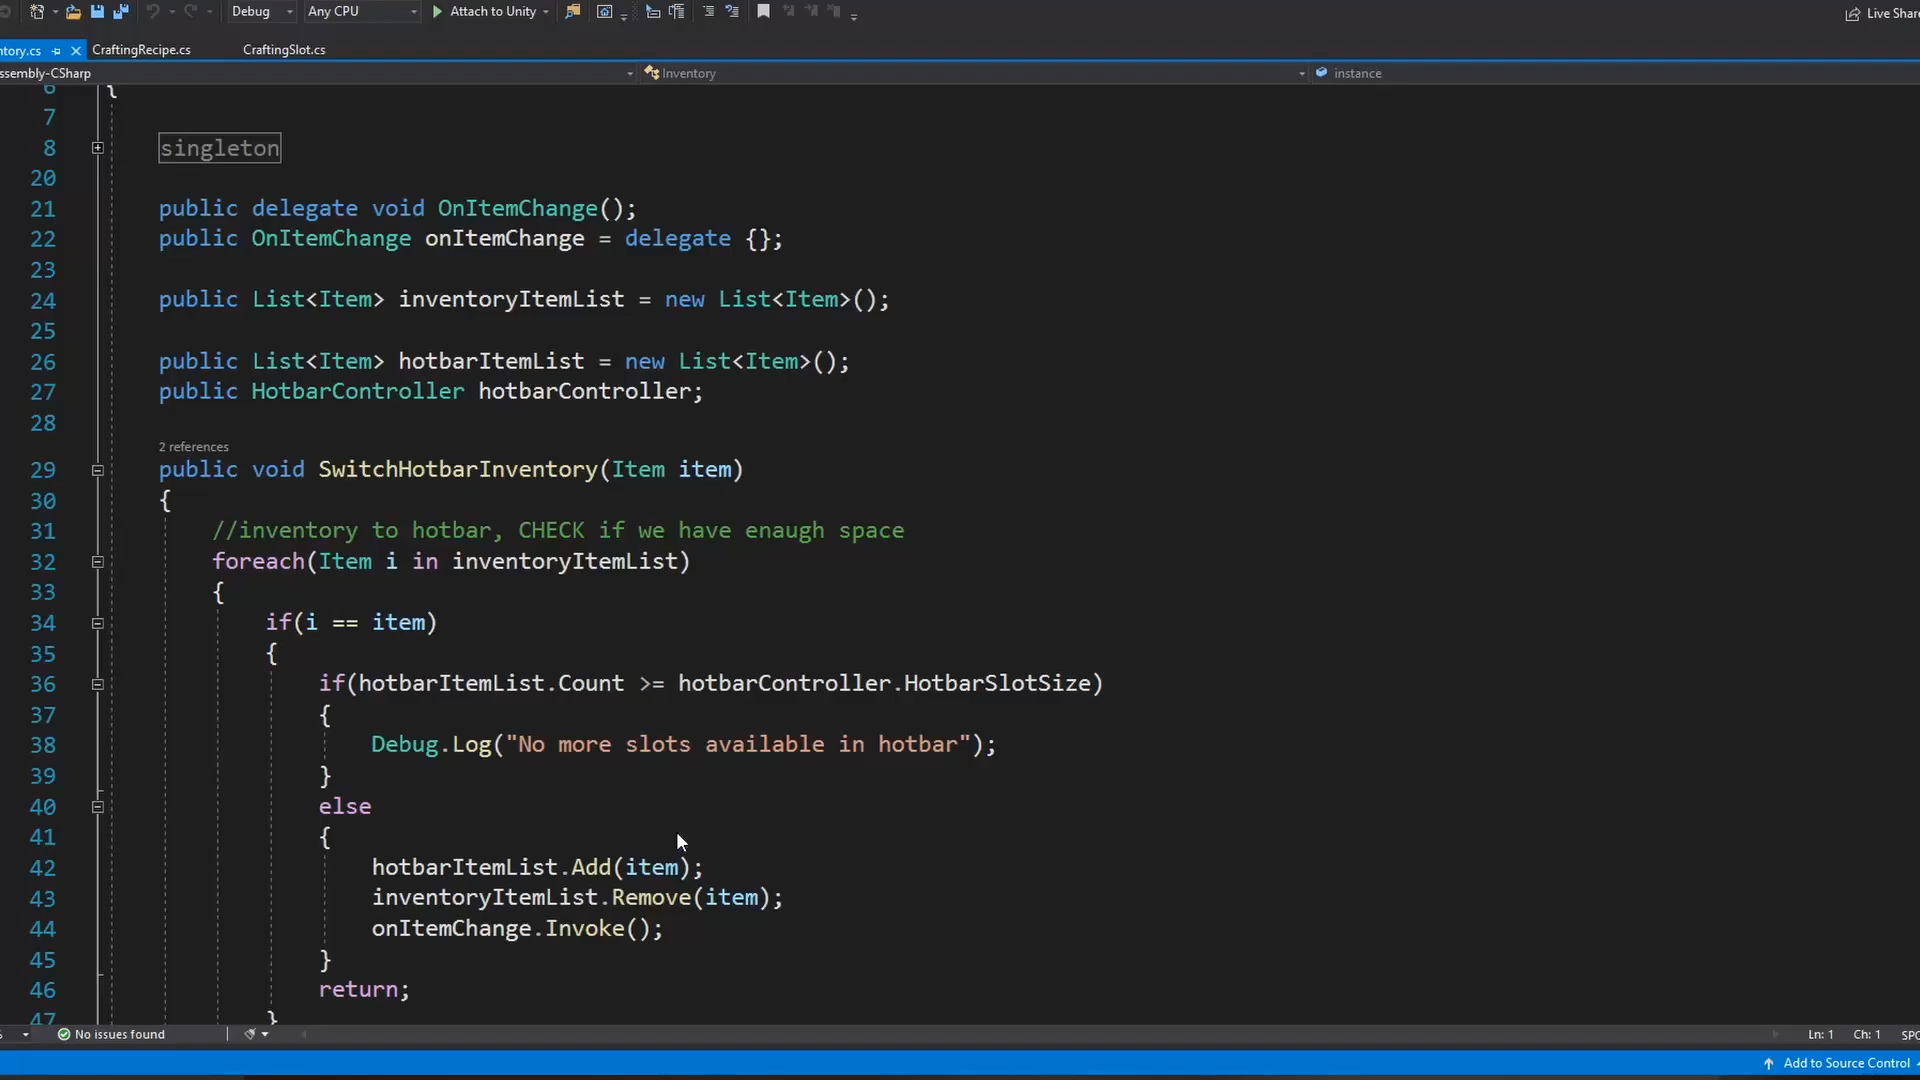 Debug Any CPU Attach to Unity Live Share
ntory.cs CraftingRecipe.cs CraftingSlot.cs
ssembly-CSharp Inventory instance
6 {
7
8 singleton
20
21 public delegate void OnItemChange();
22 public OnItemChange onItemChange = delegate {};
23
24 public List<Item> inventoryItemList = new List<Item>();
25
26 public List<Item> hotbarItemList = new List<Item>();
27 public HotbarController hotbarController;
28
2 references
29 public void SwitchHotbarInventory(Item item)
30 {
31 //inventory to hotbar, CHECK if we have enaugh space
32 foreach(Item i in inventoryItemList)
33 {
34 if(i == item)
35 {
36 if(hotbarItemList.Count >= hotbarController.HotbarSlotSize)
37 {
38 Debug.Log("No more slots available in hotbar");
39 }
40 else
41 {
42 hotbarItemList.Add(item);
43 inventoryItemList.Remove(item);
44 onItemChange.Invoke();
45 }
46 return;
47 }
No issues found Ln: 1 Ch: 1 SPC
Add to Source Control